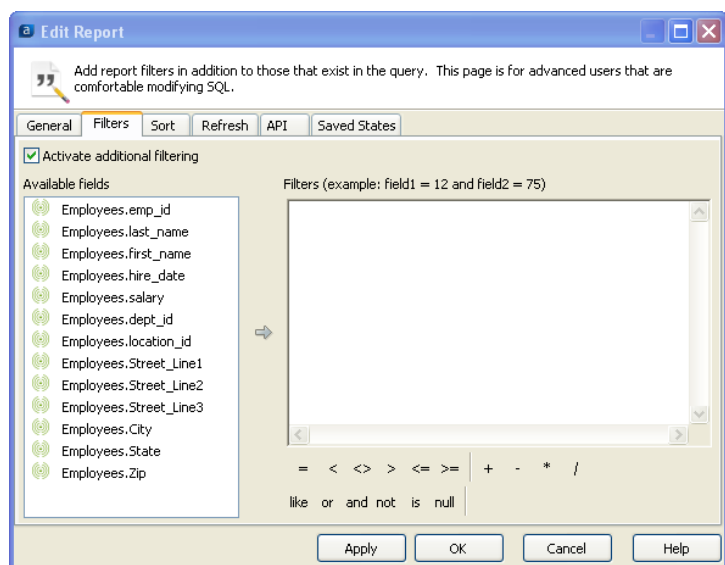 Edit Report
Add report filters in addition to those that exist in the query. This page is for advanced users that are
comfortable modifying SQL.
General Filters Sort Refresh API Saved States
Activate additional filtering
Available fields
Filters (example: field1 = 12 and field2 = 75)
Employees.emp_id
Employees.last_name
Employees.first_name
Employees.hire_date
Employees.salary
Employees.dept_id
Employees.location_id
Employees.Street_Line1
Employees.Street_Line2
Employees.Street_Line3
Employees.City
Employees.State
Employees.Zip
= < <> > <= >= + - * /
like or and not is null
Apply OK Cancel Help